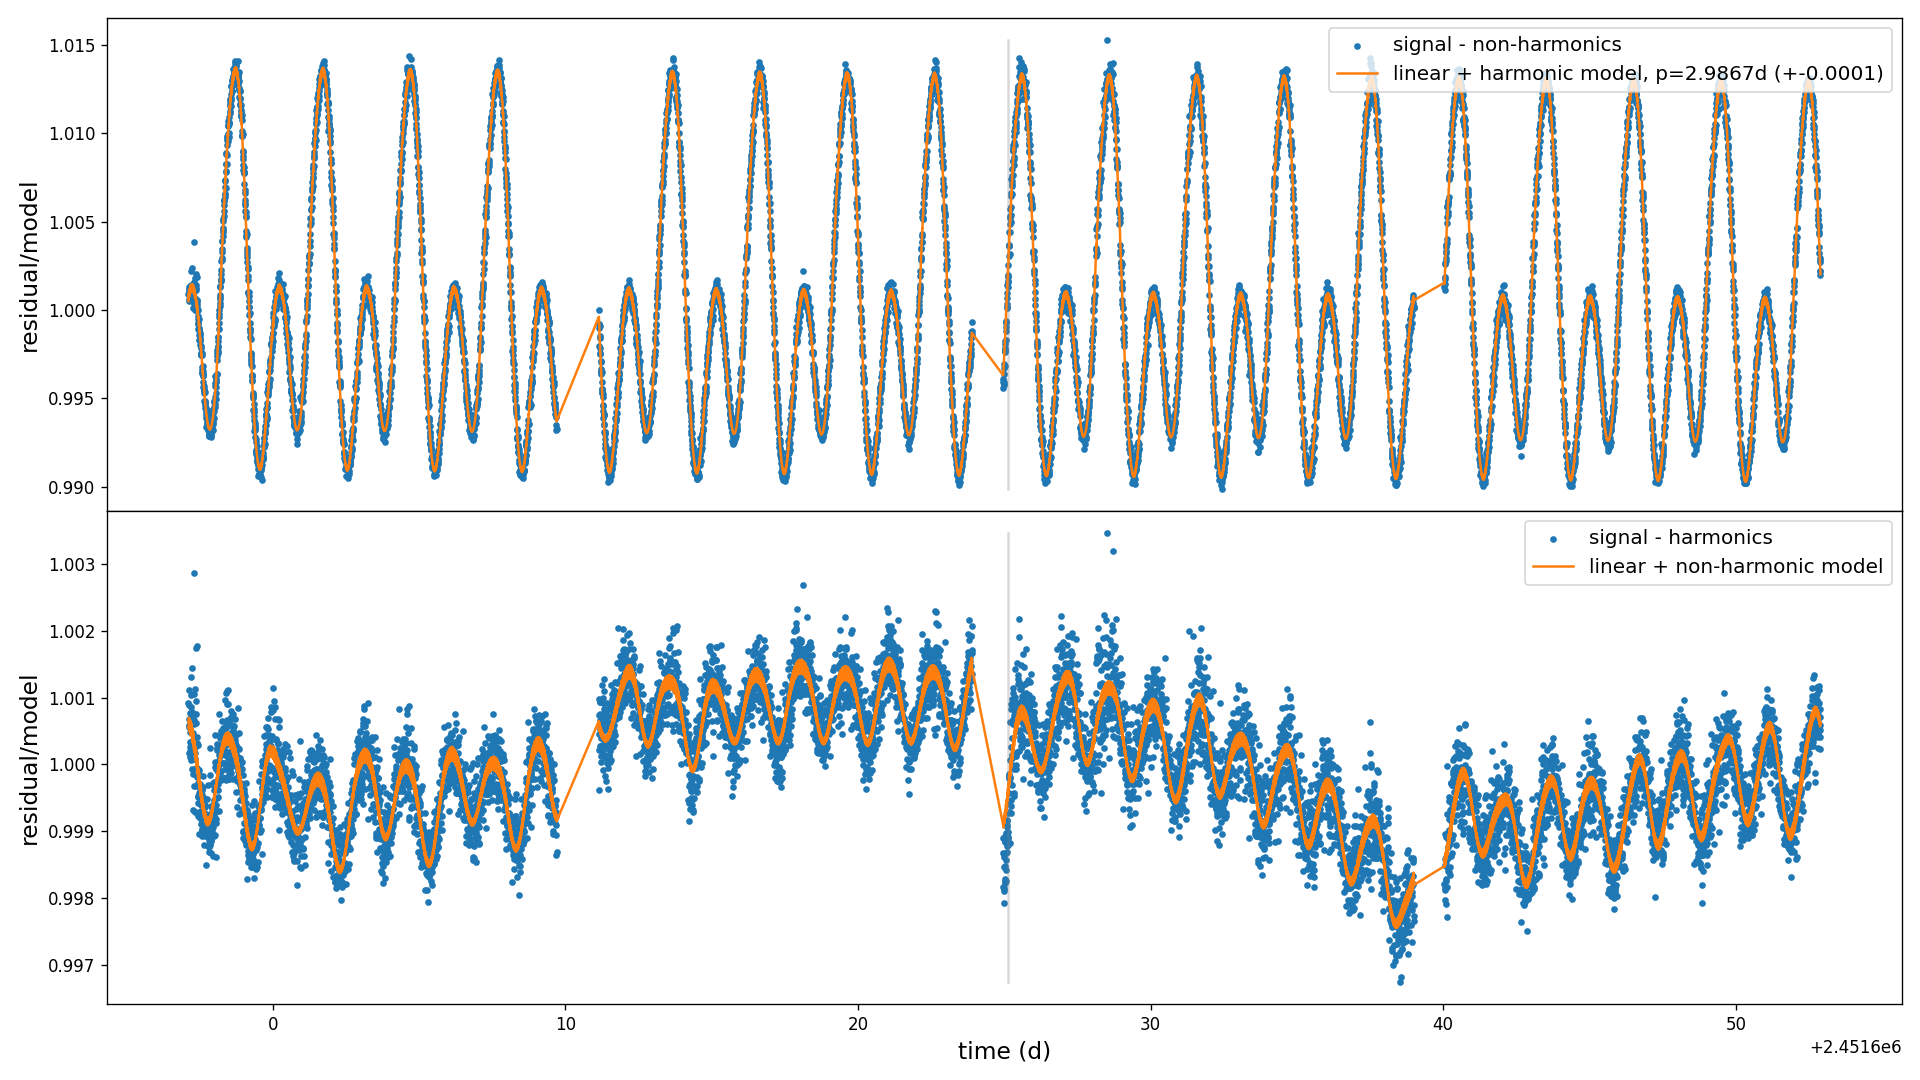 signal - non-harmonics
linear + harmonic model, p=2.9867d (+-0.0001)
residual/model
1.015
1.010
1.005
1.000
0.995
0.990
signal - harmonics
linear + non-harmonic model
residual/model
1.003
1.002
1.001
1.000
0.999
0.998
0.997
0 10 20 30 40 50
time (d)
+2.4516e6